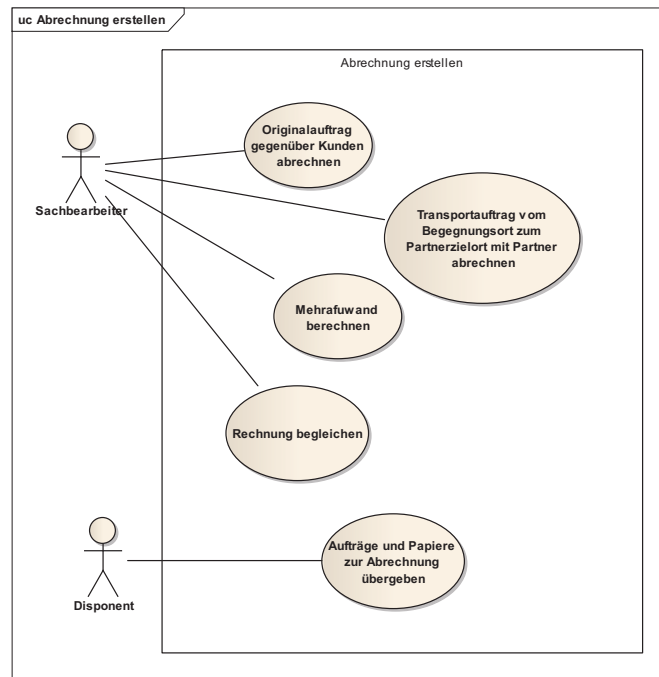 uc Abrechnung erstellen
Abrechnung erstellen
Originalauftrag
gegenüber Kunden
abrechnen
Sachbearbeiter
Transportauftrag vom
Begegnungsort zum
Partnerzielort mit Partner
abrechnen
Mehrafuwand
berechnen
Rechnung begleichen
Aufträge und Papiere
zur Abrechnung
übergeben
Disponent